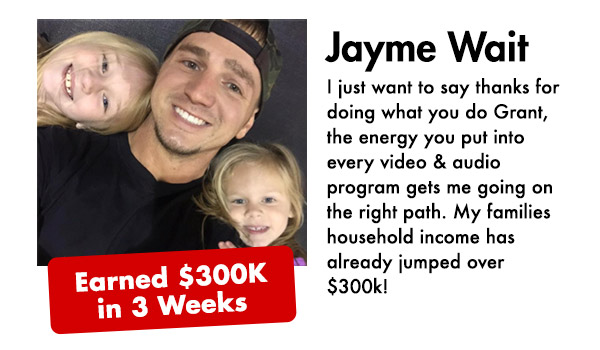 Jayme Wait
I just want to say thanks for
doing what you do Grant,
the energy you put into
every video & audio
program gets me going on
the right path. My families
household income has
already jumped over
$300k!
Earned $300K
in 3 Weeks